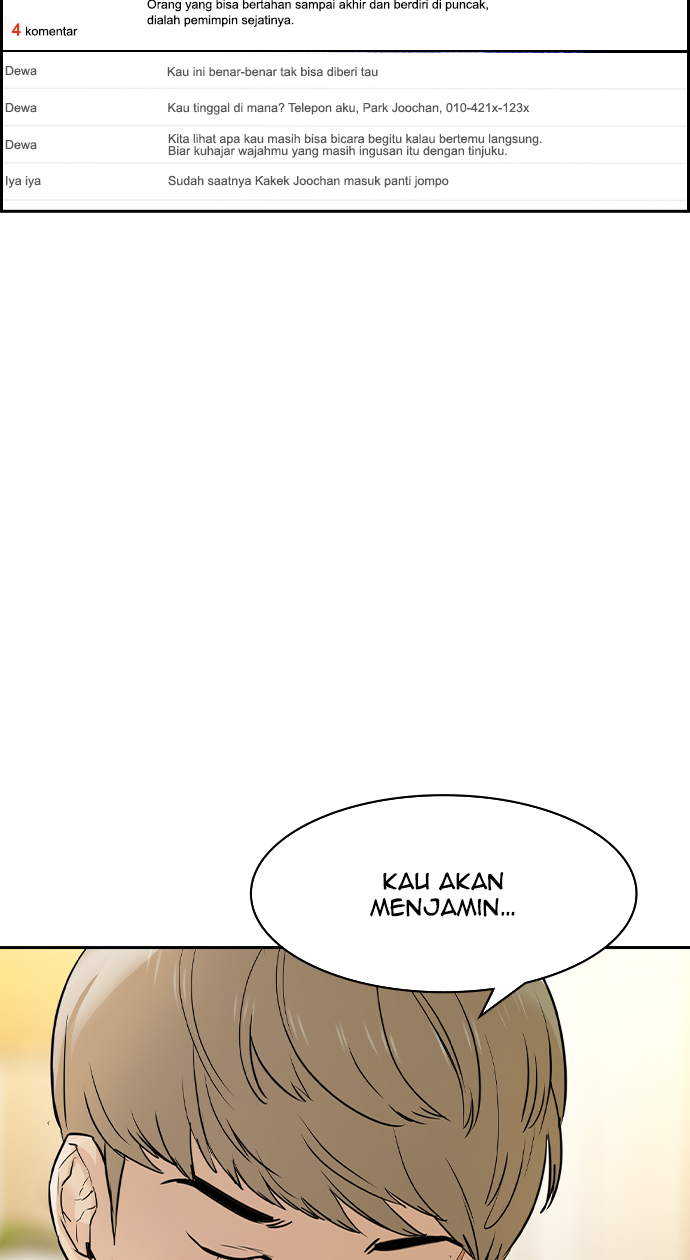 Orang yang bisa bertahan sampai akhir dan berdiri di puncak,
dialah pemimpin sejatinya.
4 komentar
Dewa Kau ini benar-benar tak bisa diberi tau
Dewa Kau tinggal di mana? Telepon aku, Park Joochan, 010-421x-123x
Dewa Kita lihat apa kau masih bisa bicara begitu kalau bertemu langsung.
Biar kuhajar wajahmu yang masih ingusan itu dengan tinjuku.
Iya iya Sudah saatnya Kakek Joochan masuk panti jompo
KAU AKAN
MENJAMIN...